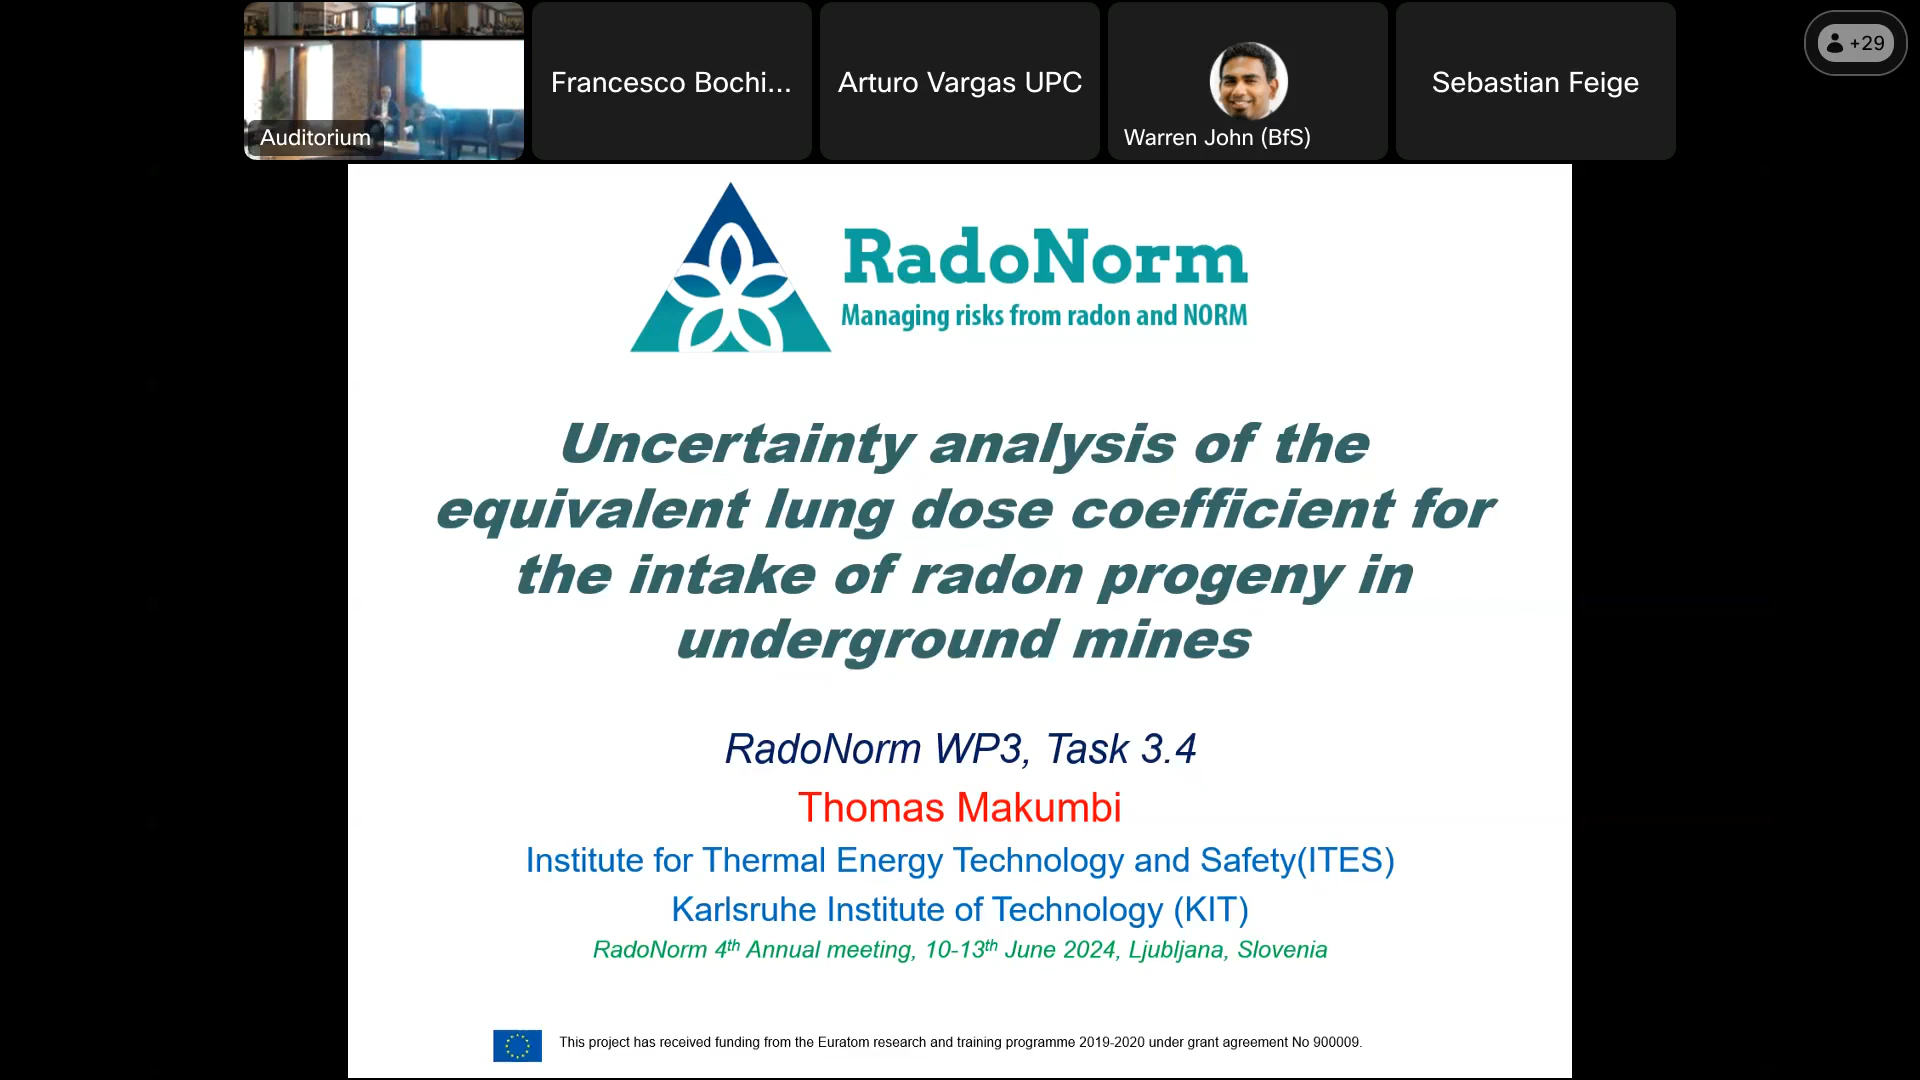 Auditorium
Francesco Bochi...
Arturo Vargas UPC
Warren John (BfS)
Sebastian Feige
+29
RadoNorm
Managing risks from radon and NORM
Uncertainty analysis of the
equivalent lung dose coefficient for
the intake of radon progeny in
underground mines
RadoNorm WP3, Task 3.4
Thomas Makumbi
Institute for Thermal Energy Technology and Safety(ITES)
Karlsruhe Institute of Technology (KIT)
RadoNorm 4th Annual meeting, 10-13th June 2024, Ljubljana, Slovenia
This project has received funding from the Euratom research and training programme 2019-2020 under grant agreement No 900009.